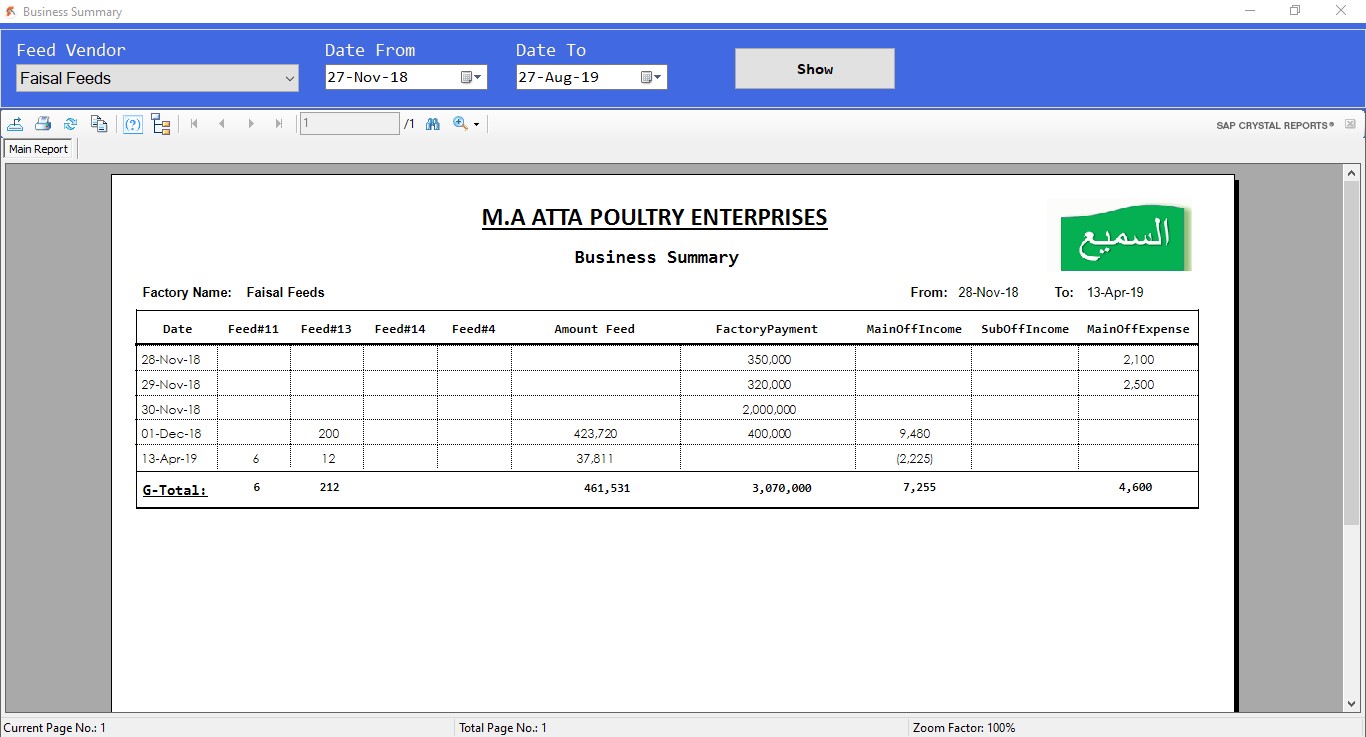 Business Summary
Feed Vendor Date From Date To
Faisal Feeds 27-Nov-18 27-Aug-19 Show
1 /1 SAP CRYSTAL REPORTS®
Main Report
M.A ATTA POULTRY ENTERPRISES
السميع
Business Summary
Factory Name: Faisal Feeds From: 28-Nov-18 To: 13-Apr-19
Date Feed#11 Feed#13 Feed#14 Feed#4 Amount Feed FactoryPayment MainOffIncome SubOffIncome MainOffExpense
28-Nov-18 350,000 2,100
29-Nov-18 320,000 2,500
30-Nov-18 2,000,000
01-Dec-18 200 423,720 400,000 9,480
13-Apr-19 6 12 37,811 (2,225)
G-Total: 6 212 461,531 3,070,000 7,255 4,600
Current Page No.: 1 Total Page No.: 1 Zoom Factor: 100%